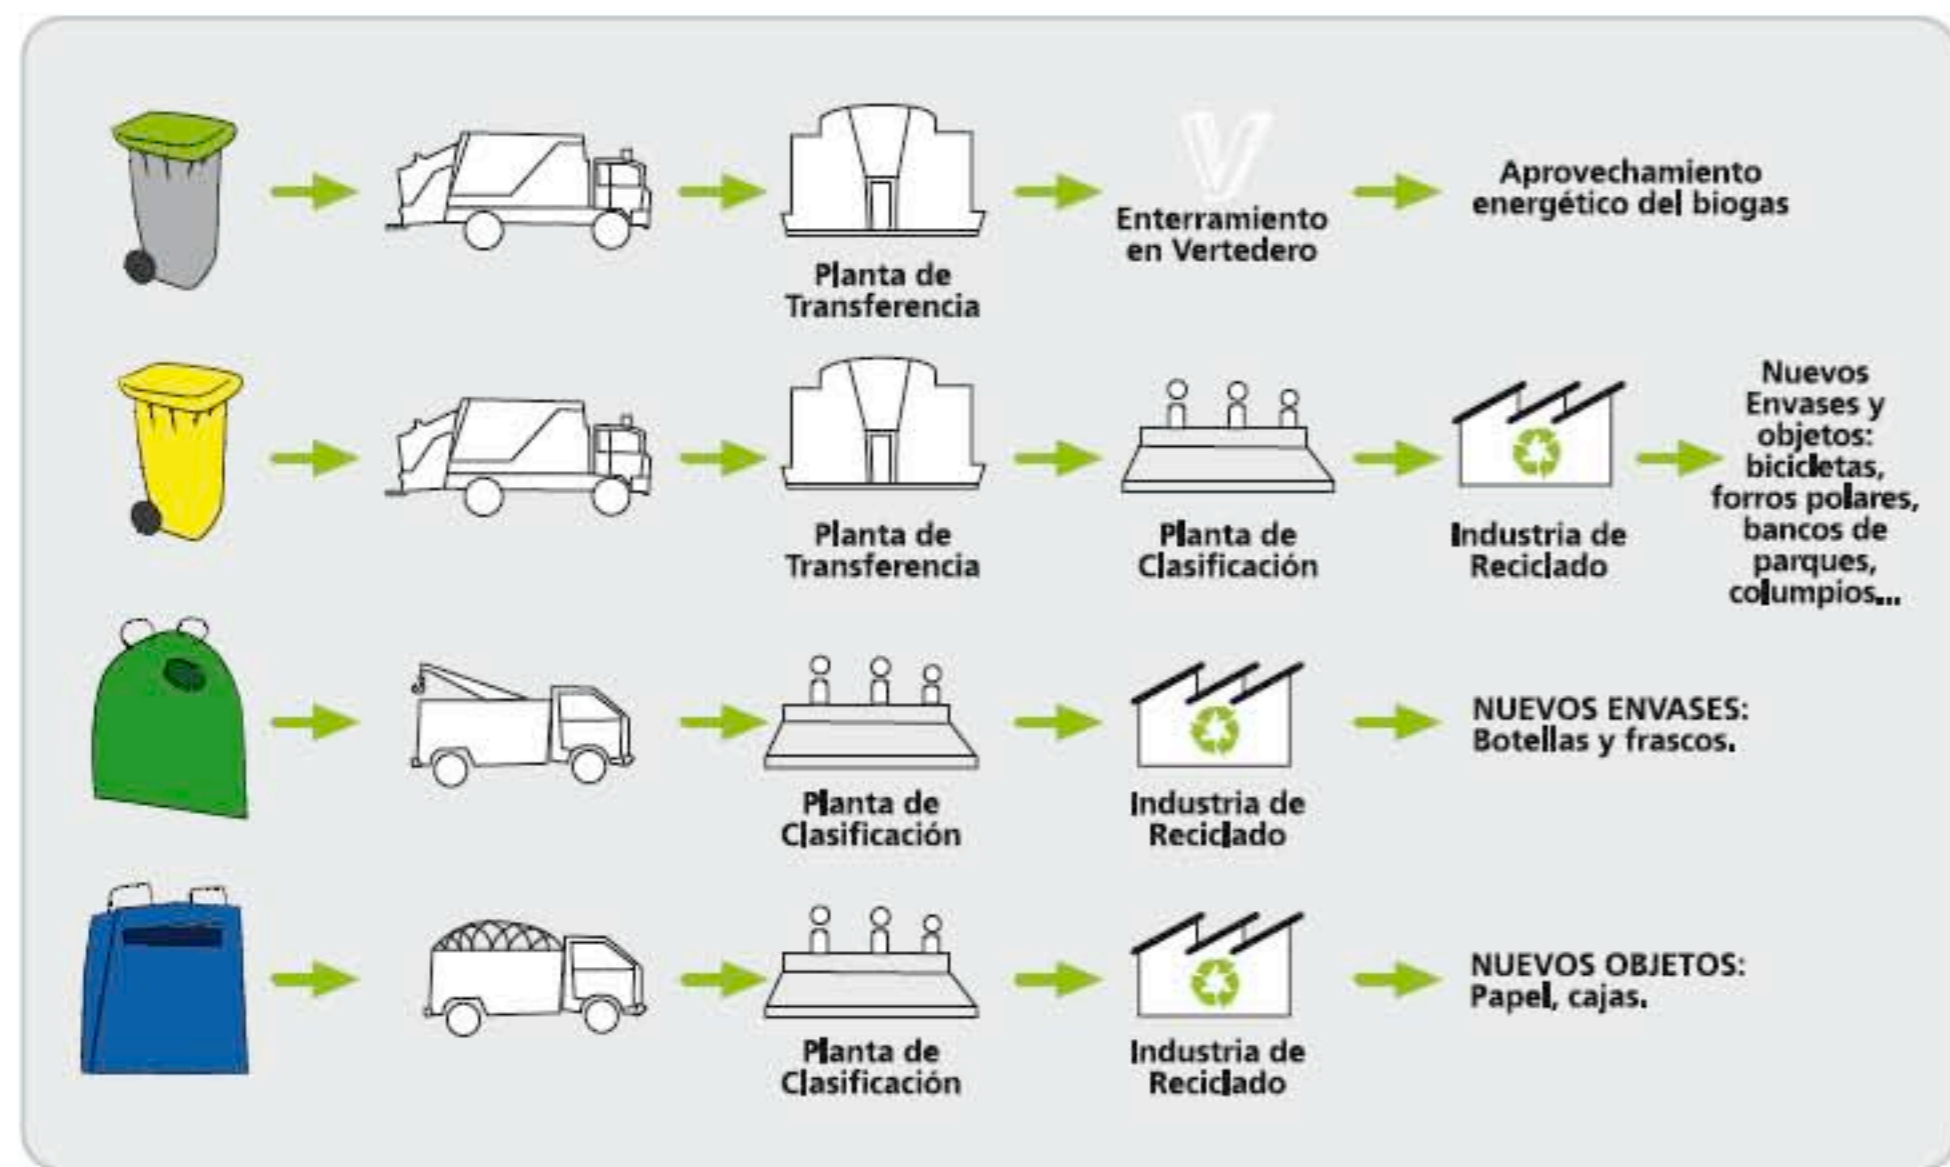 V
Aprovechamiento
energético del biogas
Enterramiento
en Vertedero
Planta de
Transferencia
Nuevos
Envases y
objetos:
bicicletas,
forros polares,
bancos de
parques,
columpios...
Planta de
Transferencia
Planta de
Clasificación
Industria de
Reciclado
NUEVOS ENVASES:
Botellas y frascos.
Planta de
Clasificación
Industria de
Reciclado
NUEVOS OBJETOS:
Papel, cajas.
Planta de
Clasificación
Industria de
Reciclado